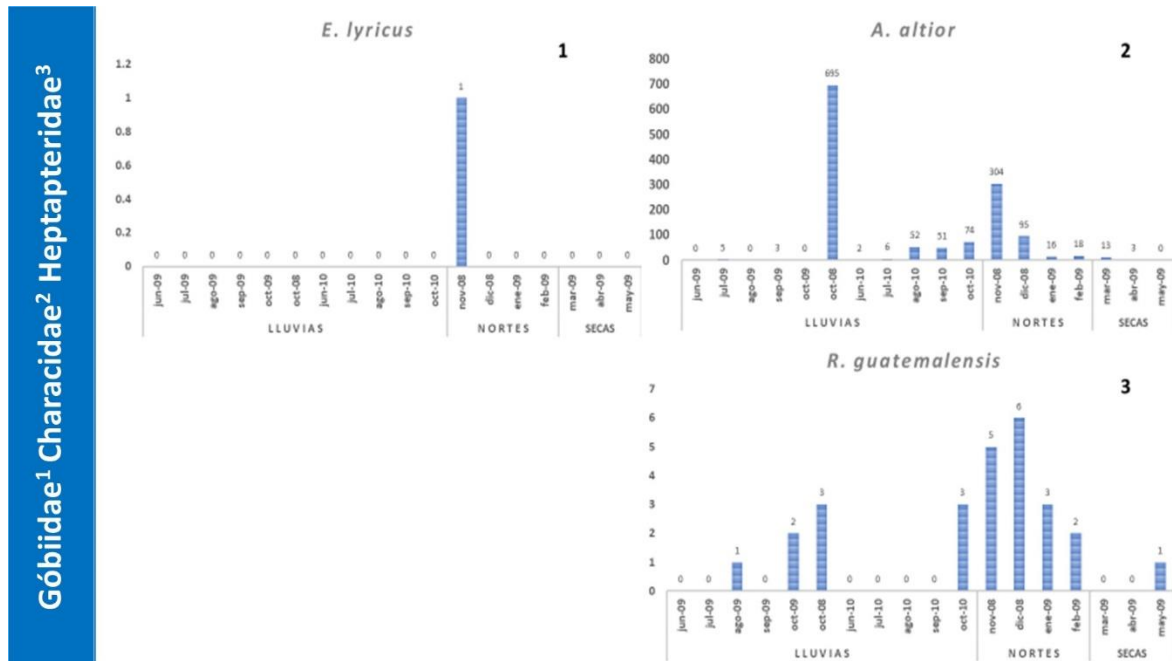 Góbiidae¹ Characidae² Heptapteridae³
E. lyricus
1
1.2
1
0.8
0.6
0.4
0.2
0
0 0 0 0 0 0 0 0 0 0 0 1 0 0 0 0 0 0
jun-09 jul-09 ago-09 sep-09 oct-09 oct-08 jun-10 jul-10 ago-10 sep-10 oct-10 nov-08 dic-08 ene-09 feb-09 mar-09 abr-09 may-09
LLUVIAS NORTES SECAS
A. altior
2
800
700
600
500
400
300
200
100
0
0 5 0 3 0 695 2 6 52 51 74 304 95 16 18 13 3 0
jun-09 jul-09 ago-09 sep-09 oct-09 oct-08 jun-10 jul-10 ago-10 sep-10 oct-10 nov-08 dic-08 ene-09 feb-09 mar-09 abr-09 may-09
LLUVIAS NORTES SECAS
R. guatemalensis
3
7
6
5
4
3
2
1
0
0 0 1 0 2 3 0 0 0 0 3 5 6 3 2 0 0 1
jun-09 jul-09 ago-09 sep-09 oct-09 oct-08 jun-10 jul-10 ago-10 sep-10 oct-10 nov-08 dic-08 ene-09 feb-09 mar-09 abr-09 may-09
LLUVIAS NORTES SECAS